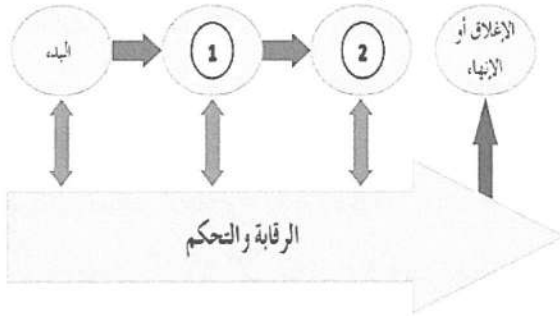 البدء
1
2
الإغلاق أو
الإنهاء
الرقابة والتحكم